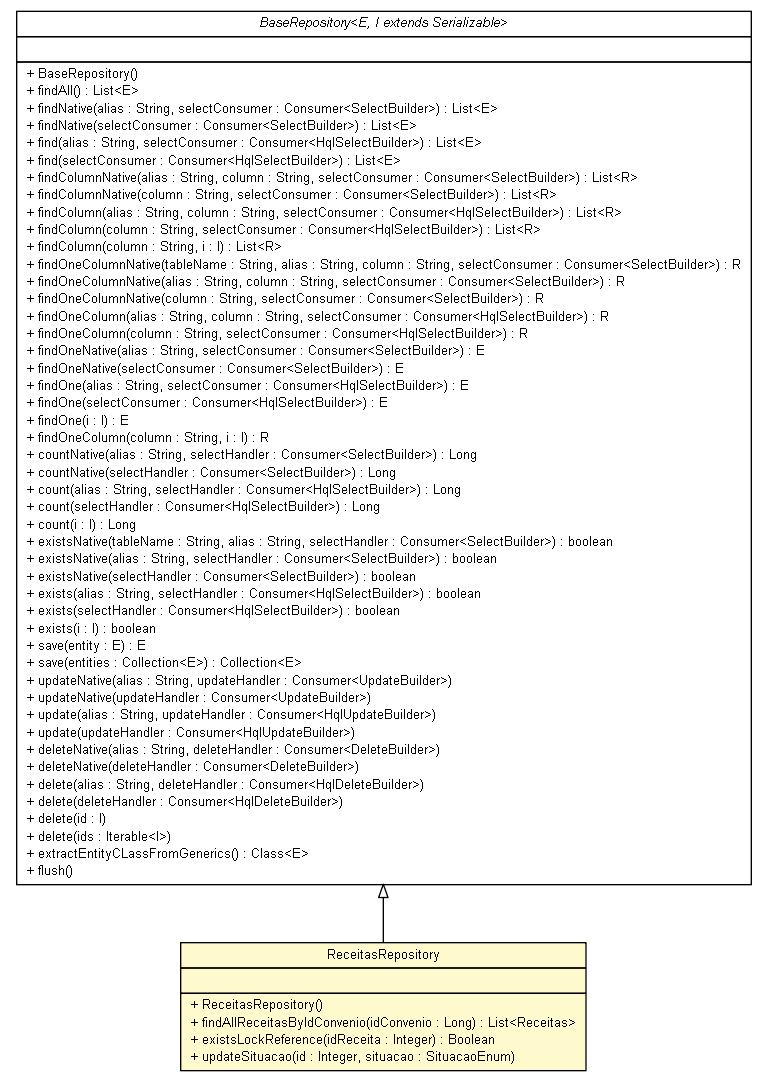 BaseRepository<E, I extends Serializable>
+ BaseRepository()
+ findAll() : List<E>
+ findNative(alias : String, selectConsumer : Consumer<SelectBuilder>) : List<E>
+ findNative(selectConsumer : Consumer<SelectBuilder>) : List<E>
+ find(alias : String, selectConsumer : Consumer<HqlSelectBuilder>) : List<E>
+ find(selectConsumer : Consumer<HqlSelectBuilder>) : List<E>
+ findColumnNative(alias : String, column : String, selectConsumer : Consumer<SelectBuilder>) : List<R>
+ findColumnNative(column : String, selectConsumer : Consumer<SelectBuilder>) : List<R>
+ findColumn(alias : String, column : String, selectConsumer : Consumer<HqlSelectBuilder>) : List<R>
+ findColumn(column : String, selectConsumer : Consumer<HqlSelectBuilder>) : List<R>
+ findColumn(column : String, i : I) : List<R>
+ findOneColumnNative(tableName : String, alias : String, column : String, selectConsumer : Consumer<SelectBuilder>) : R
+ findOneColumnNative(alias : String, column : String, selectConsumer : Consumer<SelectBuilder>) : R
+ findOneColumnNative(column : String, selectConsumer : Consumer<SelectBuilder>) : R
+ findOneColumn(alias : String, column : String, selectConsumer : Consumer<HqlSelectBuilder>) : R
+ findOneColumn(column : String, selectConsumer : Consumer<HqlSelectBuilder>) : R
+ findOneNative(alias : String, selectConsumer : Consumer<SelectBuilder>) : E
+ findOneNative(selectConsumer : Consumer<SelectBuilder>) : E
+ findOne(alias : String, selectConsumer : Consumer<HqlSelectBuilder>) : E
+ findOne(selectConsumer : Consumer<HqlSelectBuilder>) : E
+ findOne(i : I) : E
+ findOneColumn(column : String, i : I) : R
+ countNative(alias : String, selectHandler : Consumer<SelectBuilder>) : Long
+ countNative(selectHandler : Consumer<SelectBuilder>) : Long
+ count(alias : String, selectHandler : Consumer<HqlSelectBuilder>) : Long
+ count(selectHandler : Consumer<HqlSelectBuilder>) : Long
+ count(i : I) : Long
+ existsNative(tableName : String, alias : String, selectHandler : Consumer<SelectBuilder>) : boolean
+ existsNative(alias : String, selectHandler : Consumer<SelectBuilder>) : boolean
+ existsNative(selectHandler : Consumer<SelectBuilder>) : boolean
+ exists(alias : String, selectHandler : Consumer<HqlSelectBuilder>) : boolean
+ exists(selectHandler : Consumer<HqlSelectBuilder>) : boolean
+ exists(i : I) : boolean
+ save(entity : E) : E
+ save(entities : Collection<E>) : Collection<E>
+ updateNative(alias : String, updateHandler : Consumer<UpdateBuilder>)
+ updateNative(updateHandler : Consumer<UpdateBuilder>)
+ update(alias : String, updateHandler : Consumer<HqlUpdateBuilder>)
+ update(updateHandler : Consumer<HqlUpdateBuilder>)
+ deleteNative(alias : String, deleteHandler : Consumer<DeleteBuilder>)
+ deleteNative(deleteHandler : Consumer<DeleteBuilder>)
+ delete(alias : String, deleteHandler : Consumer<HqlDeleteBuilder>)
+ delete(deleteHandler : Consumer<HqlDeleteBuilder>)
+ delete(id : I)
+ delete(ids : Iterable<I>)
+ extractEntityCLassFromGenerics() : Class<E>
+ flush()
ReceitasRepository
+ ReceitasRepository()
+ findAllReceitasByIdConvenio(idConvenio : Long) : List<Receitas>
+ existsLockReference(idReceita : Integer) : Boolean
+ updateSituacao(id : Integer, situacao : SituacaoEnum)